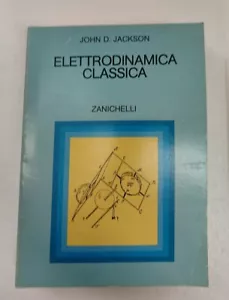 JOHN D. JACKSON
ELETTRODINAMICA
CLASSICA
ZANICHELLI